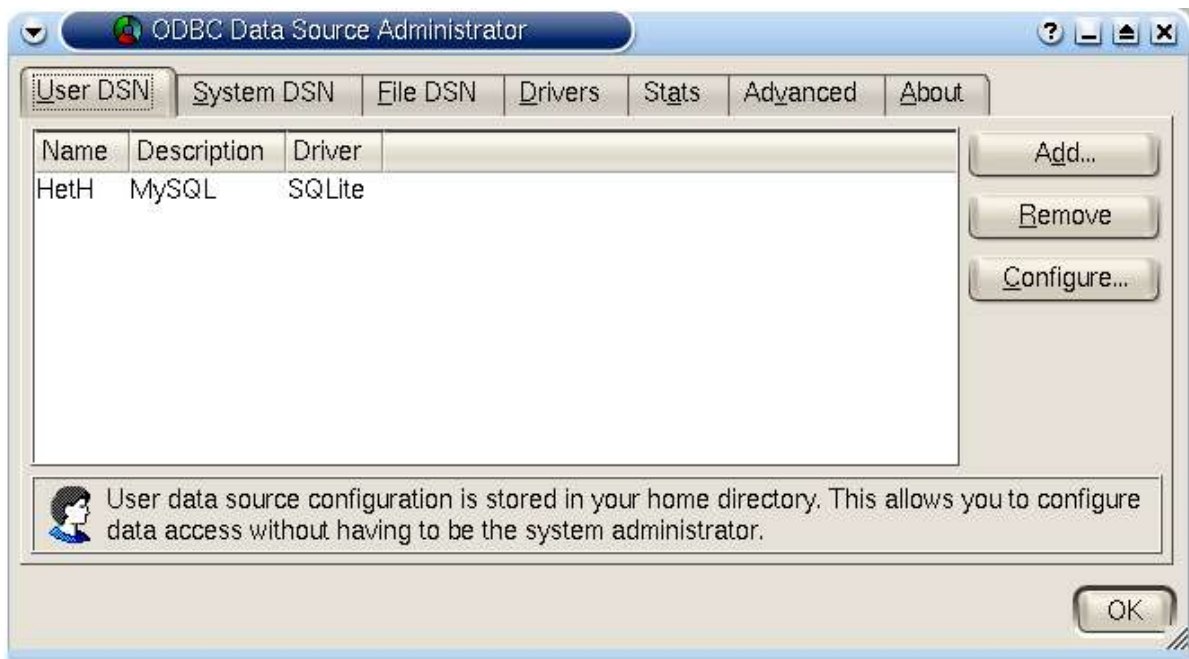 ODBC Data Source Administrator
User DSN System DSN File DSN Drivers Stats Advanced About
Name Description Driver
HetH MySQL SQLite
Add...
Remove
Configure...
User data source configuration is stored in your home directory. This allows you to configure
data access without having to be the system administrator.
OK